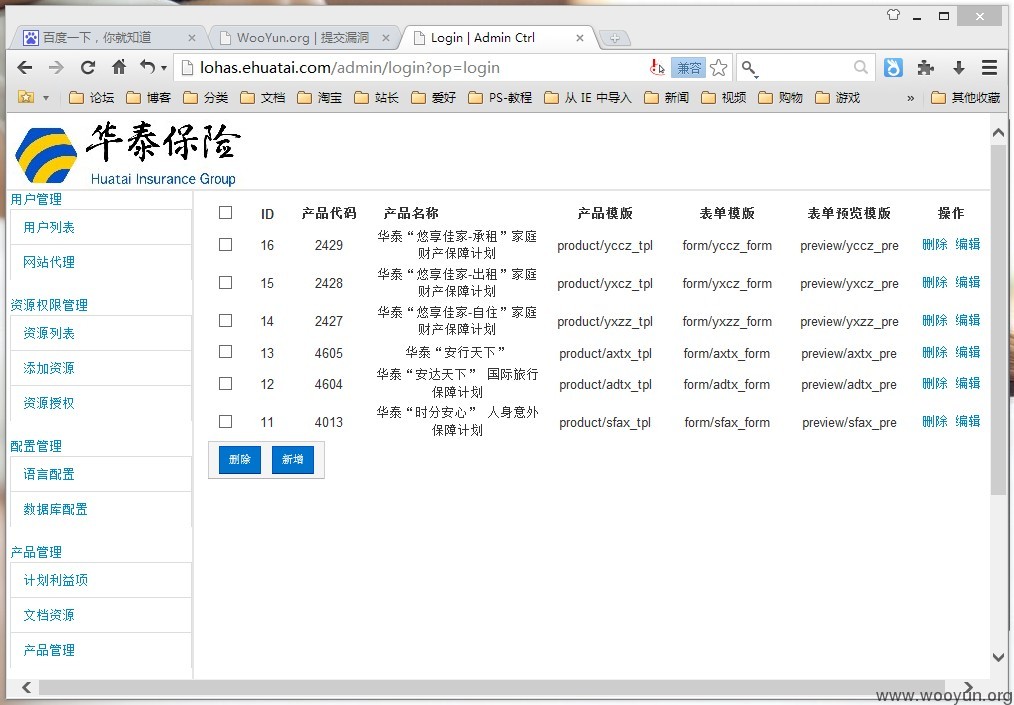 百度一下，你就知道
WooYun.org | 提交漏洞
Login | Admin Ctrl
lohas.ehuatai.com/admin/login?op=login
兼容
论坛 博客 分类 文档 淘宝 站长 爱好 PS-教程 从 IE 中导入 新闻 视频 购物 游戏 » 其他收藏
华泰保险
Huatai Insurance Group
用户管理
用户列表
网站代理
资源权限管理
资源列表
添加资源
资源授权
配置管理
语言配置
数据库配置
产品管理
计划利益项
文档资源
产品管理
ID 产品代码 产品名称 产品模版 表单模版 表单预览模版 操作
16 2429 华泰“悠享佳家-承租”家庭
财产保障计划 product/yccz_tpl form/yccz_form preview/yccz_pre 删除 编辑
15 2428 华泰“悠享佳家-出租”家庭
财产保障计划 product/yxcz_tpl form/yxcz_form preview/yxcz_pre 删除 编辑
14 2427 华泰“悠享佳家-自住”家庭
财产保障计划 product/yxzz_tpl form/yxzz_form preview/yxzz_pre 删除 编辑
13 4605 华泰“安行天下” product/axtx_tpl form/axtx_form preview/axtx_pre 删除 编辑
12 4604 华泰“安达天下” 国际旅行
保障计划 product/adtx_tpl form/adtx_form preview/adtx_pre 删除 编辑
11 4013 华泰“时分安心” 人身意外
保障计划 product/sfax_tpl form/sfax_form preview/sfax_pre 删除 编辑
删除 新增
www.wooyun.org